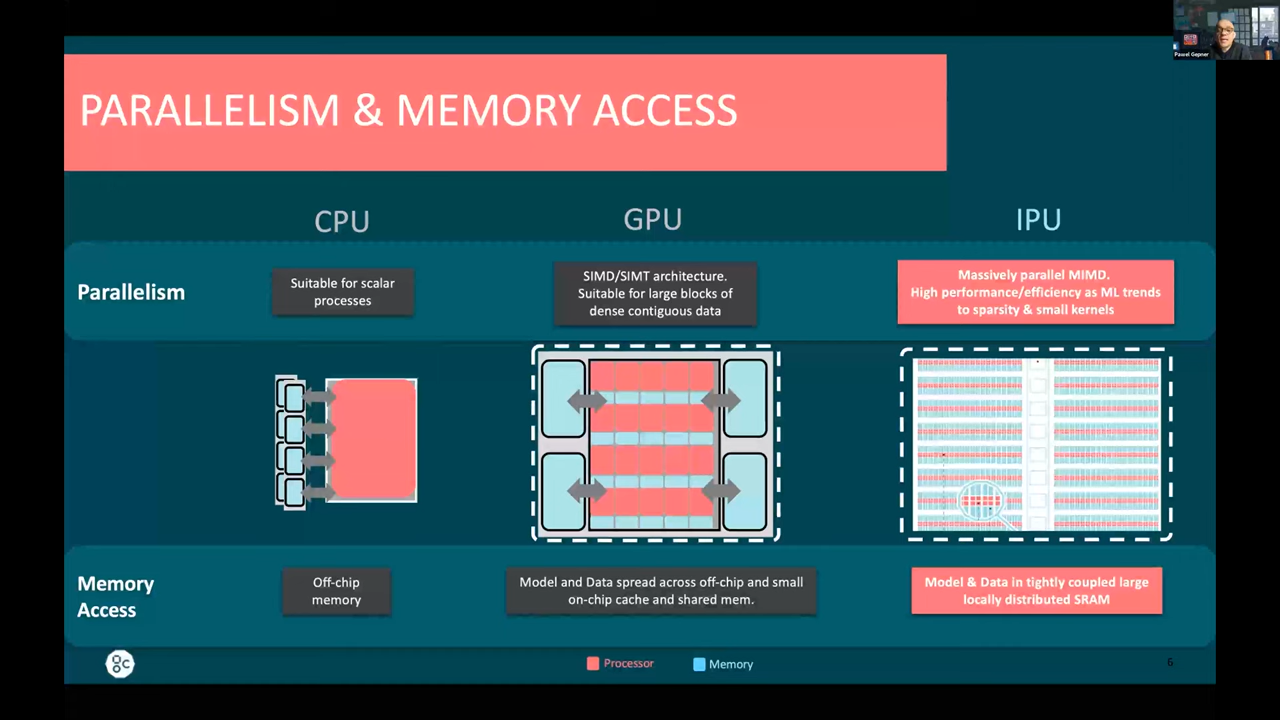 Pawel Gepner
PARALLELISM & MEMORY ACCESS
CPU
GPU
IPU
Parallelism
Suitable for scalar
processes
SIMD/SIMT architecture.
Suitable for large blocks of
dense contiguous data
Massively parallel MIMD.
High performance/efficiency as ML trends
to sparsity & small kernels
Memory
Access
Off-chip
memory
Model and Data spread across off-chip and small
on-chip cache and shared mem.
Model & Data in tightly coupled large
locally distributed SRAM
Processor
Memory
6